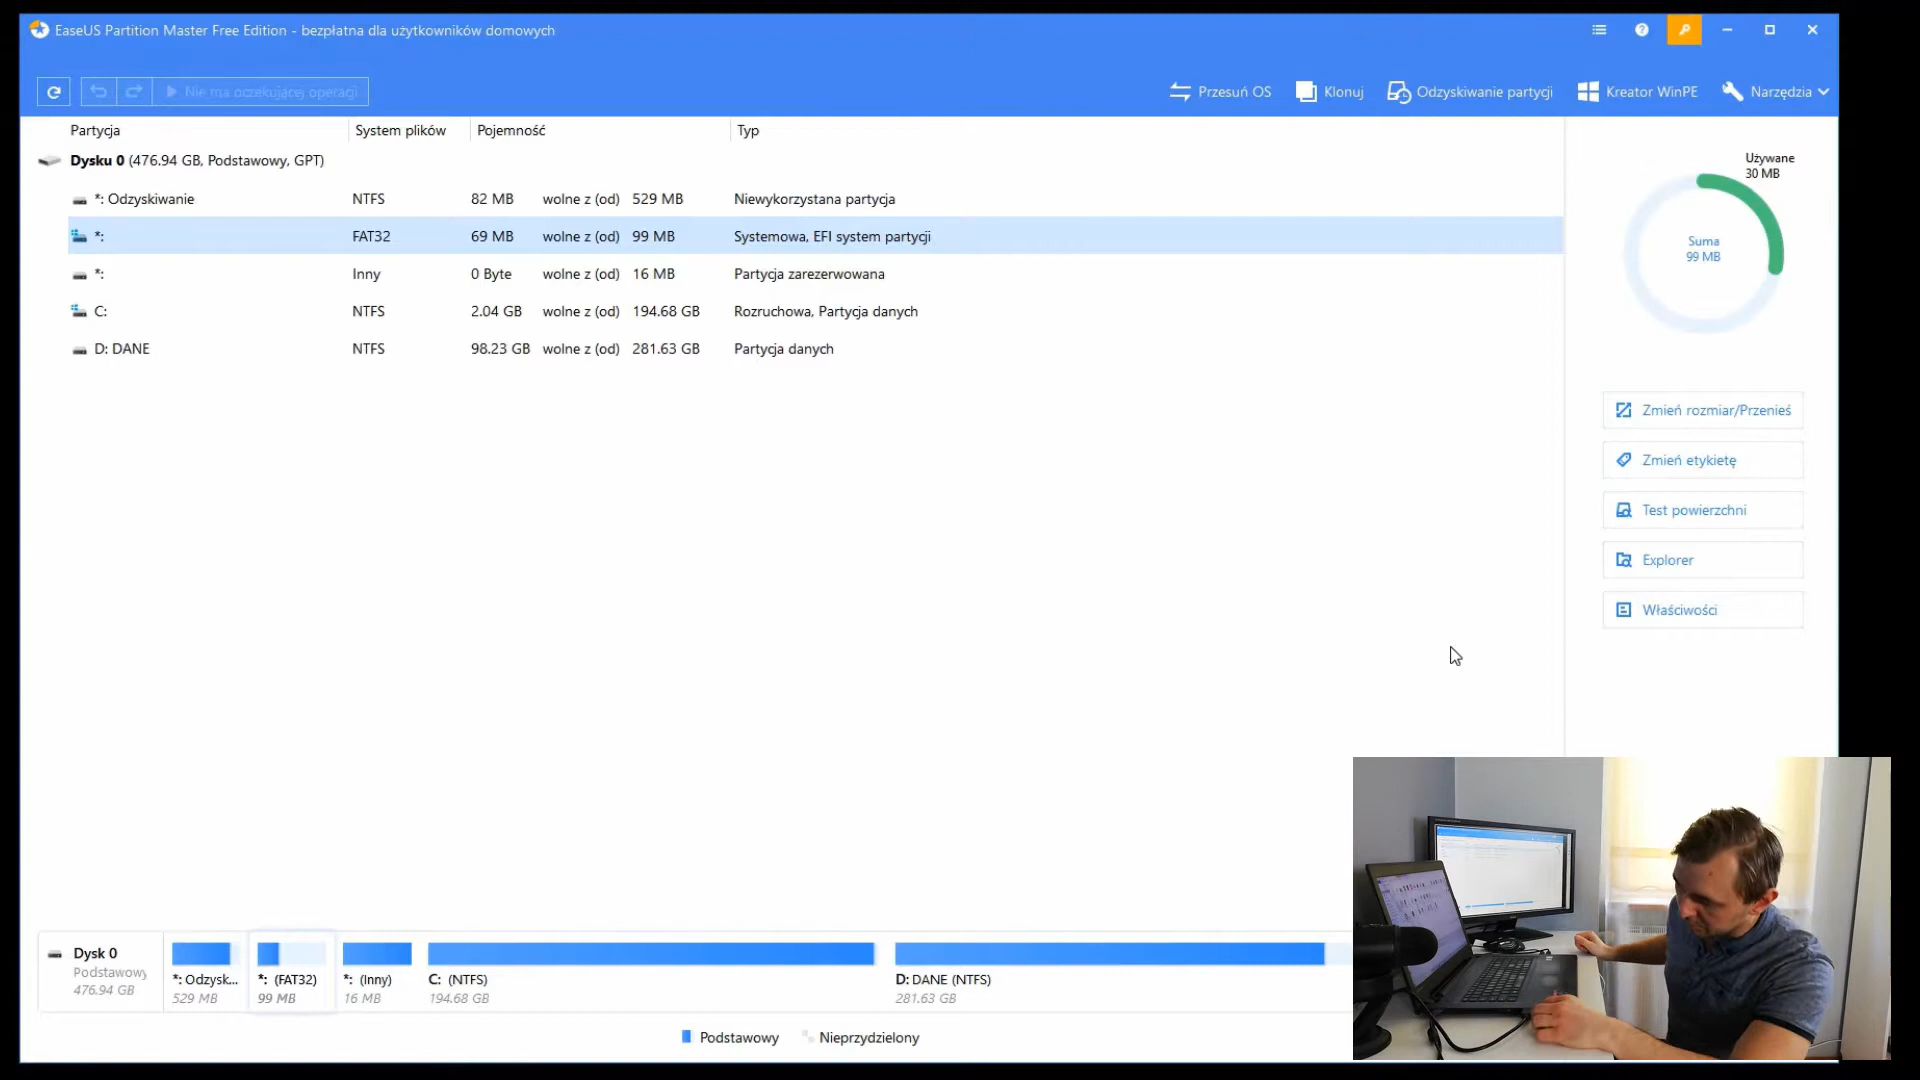 EaseUS Partition Master Free Edition - bezpłatna dla użytkowników domowych
Nie ma oczekującej operacji
Przesuń OS
Klonuj
Odzyskiwanie partycji
Kreator WinPE
Narzędzia
Partycja System plików Pojemność Typ
Dysku 0 (476.94 GB, Podstawowy, GPT)
*: Odzyskiwanie NTFS 82 MB wolne z (od) 529 MB Niewykorzystana partycja
*: FAT32 69 MB wolne z (od) 99 MB Systemowa, EFI system partycji
*: Inny 0 Byte wolne z (od) 16 MB Partycja zarezerwowana
C: NTFS 2.04 GB wolne z (od) 194.68 GB Rozruchowa, Partycja danych
D: DANE NTFS 98.23 GB wolne z (od) 281.63 GB Partycja danych
Używane
30 MB
Suma
99 MB
Zmień rozmiar/Przenieś
Zmień etykietę
Test powierzchni
Explorer
Właściwości
Dysk 0
Podstawowy
476.94 GB
*: Odzysk...
529 MB
*: (FAT32)
99 MB
*: (Inny)
16 MB
C: (NTFS)
194.68 GB
D: DANE (NTFS)
281.63 GB
Podstawowy
Nieprzydzielony